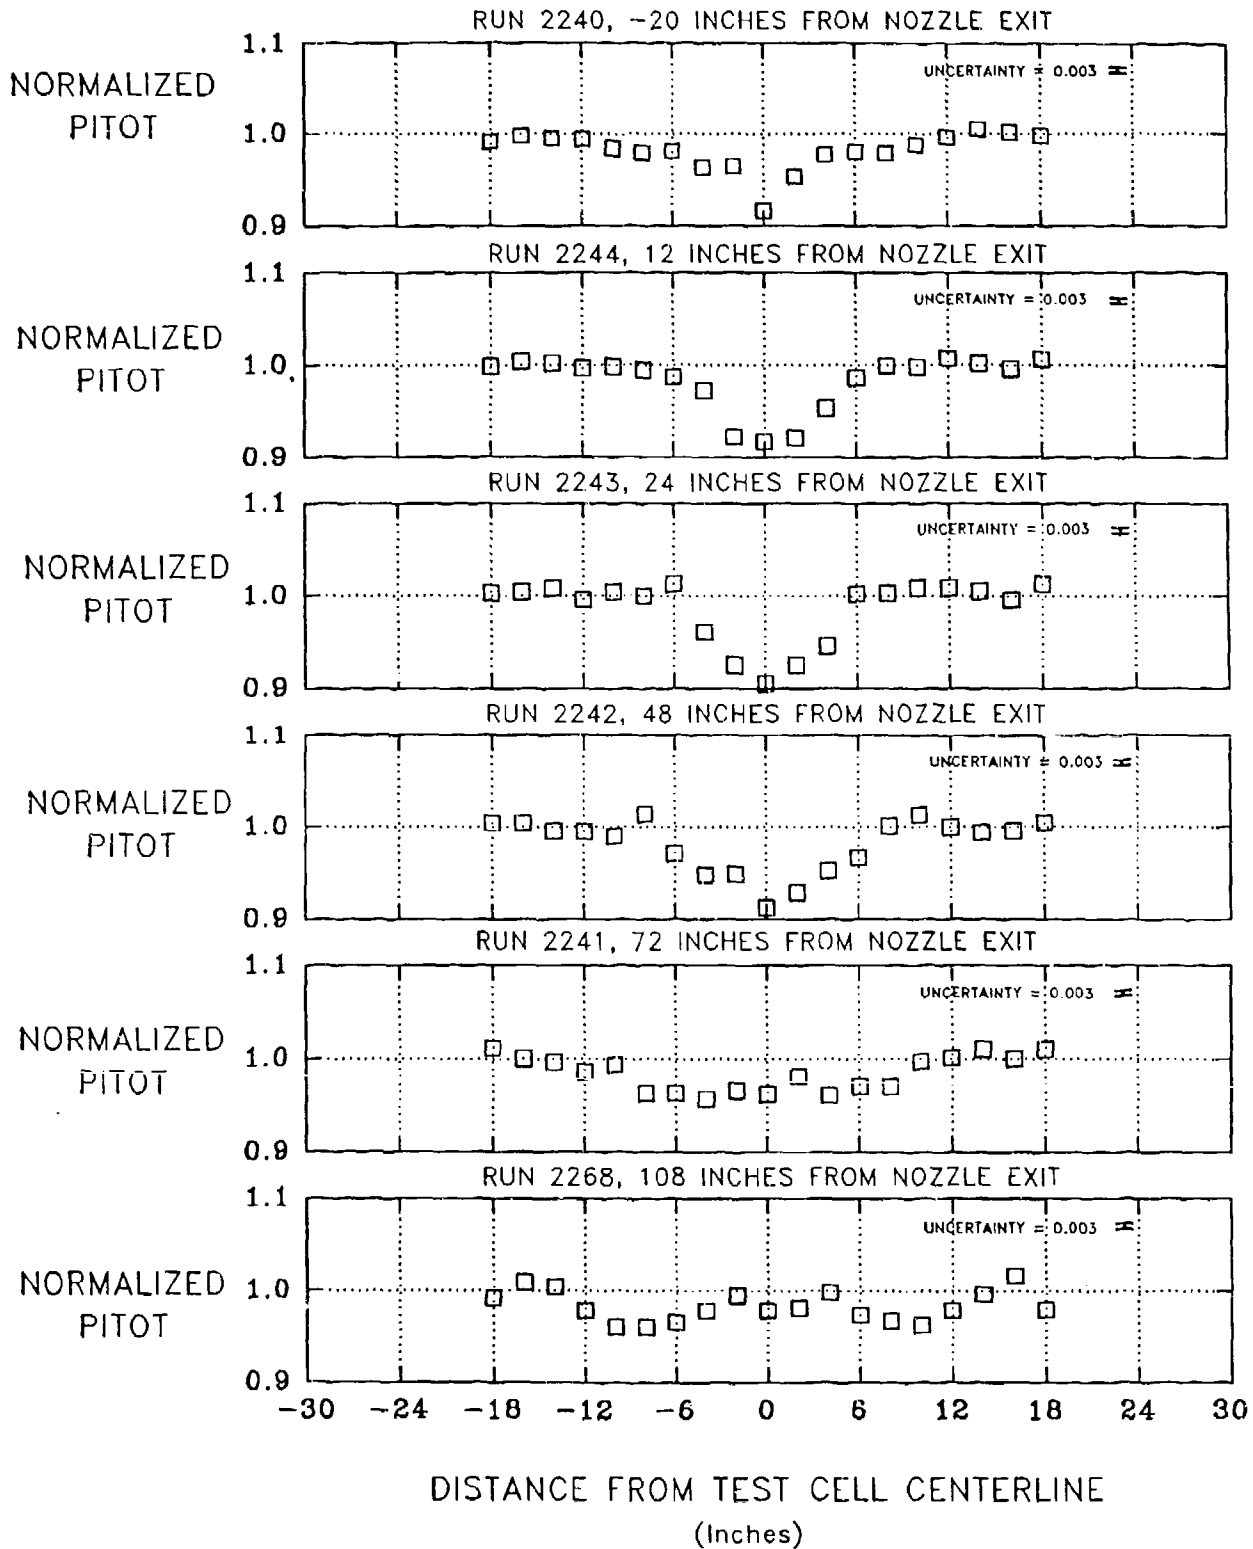 RUN 2240, -20 INCHES FROM NOZZLE EXIT
1.1
NORMALIZED
PITOT
UNCERTAINTY = 0.003
1.0
0.9
RUN 2244, 12 INCHES FROM NOZZLE EXIT
1.1
UNCERTAINTY = 0.003
NORMALIZED
PITOT
1.0
0.9
RUN 2243, 24 INCHES FROM NOZZLE EXIT
1.1
UNCERTAINTY = 0.003
NORMALIZED
PITOT
1.0
0.9
RUN 2242, 48 INCHES FROM NOZZLE EXIT
1.1
UNCERTAINTY = 0.003
NORMALIZED
PITOT
1.0
0.9
RUN 2241, 72 INCHES FROM NOZZLE EXIT
1.1
UNCERTAINTY = 0.003
NORMALIZED
PITOT
1.0
0.9
RUN 2268, 108 INCHES FROM NOZZLE EXIT
1.1
UNCERTAINTY = 0.003
NORMALIZED
PITOT
1.0
0.9
-30 -24 -18 -12 -6 0 6 12 18 24 30
DISTANCE FROM TEST CELL CENTERLINE
(Inches)